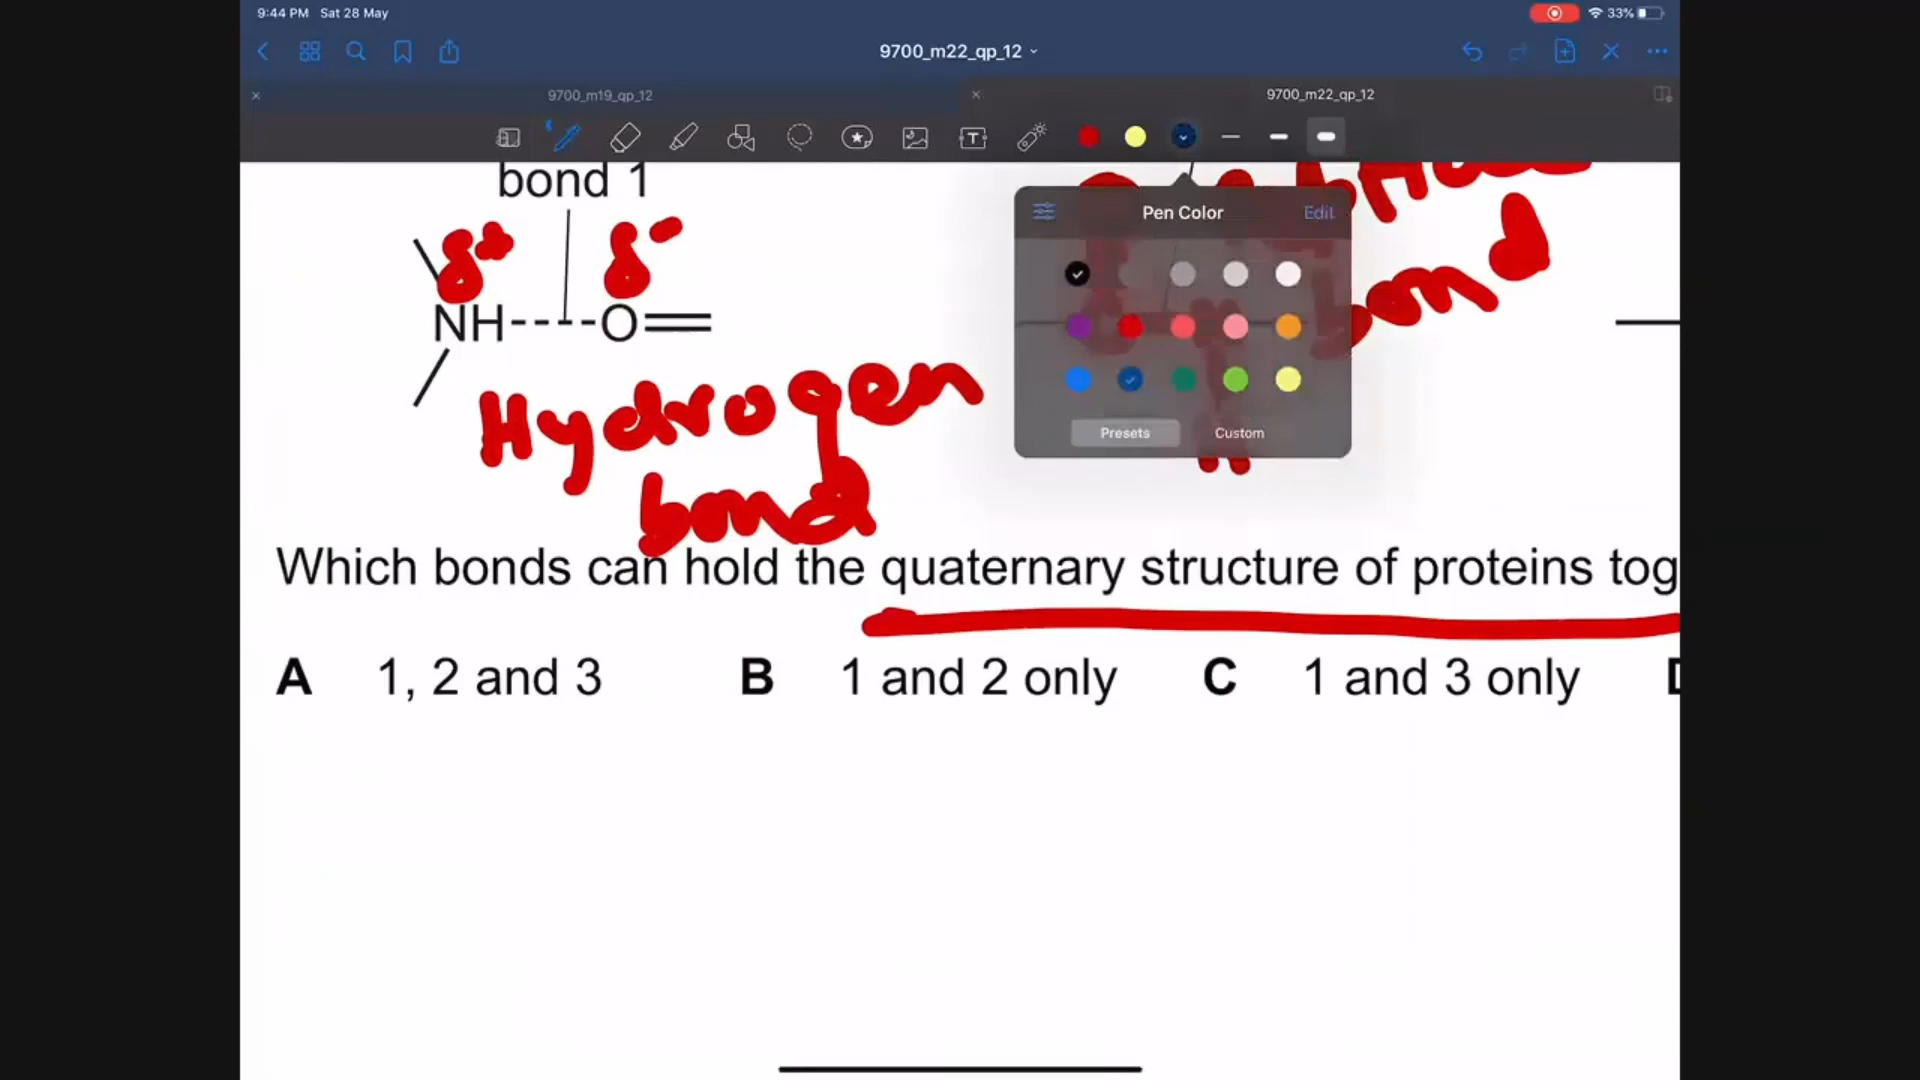 9:44 PM Sat 28 May
33%
9700_m22_qp_12
9700_m19_qp_12
9700_m22_qp_12
bond 1
Pen Color
Edit
δ+ δ-
bond
NH O
Hydrogen
Presets Custom
bond
Which bonds can hold the quaternary structure of proteins tog
A 1, 2 and 3 B 1 and 2 only C 1 and 3 only